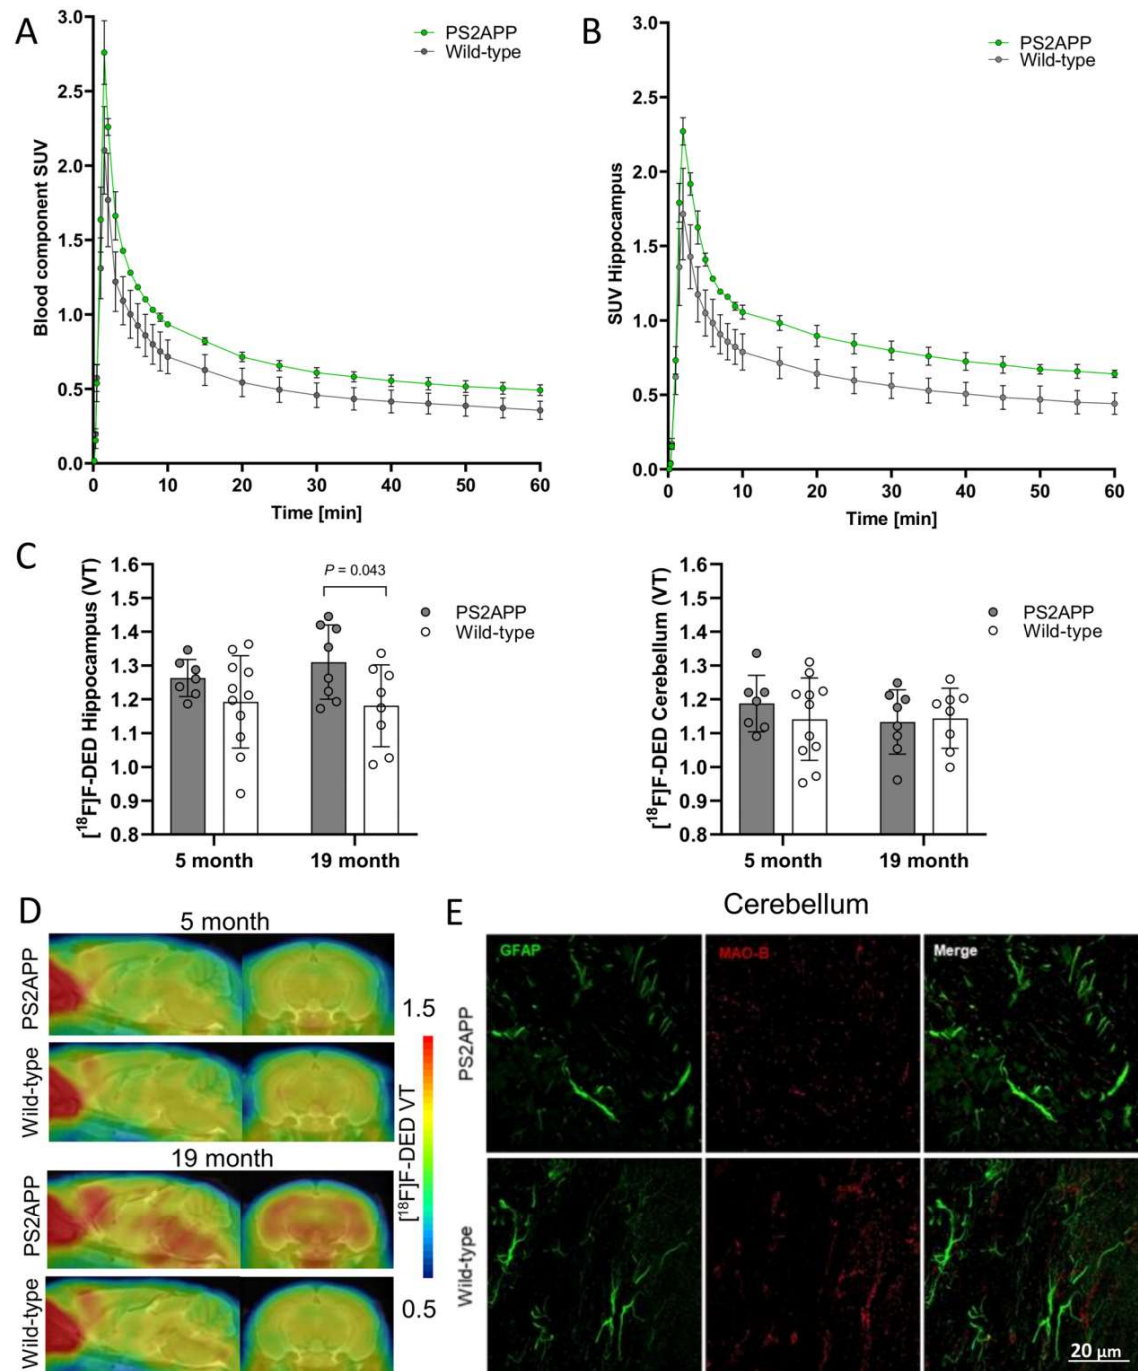 A
3.0
2.5
2.0
1.5
1.0
0.5
0.0
Blood component SUV
0 10 20 30 40 50 60
Time [min]
PS2APP
Wild-type
B
3.0
2.5
2.0
1.5
1.0
0.5
0.0
SUV Hippocampus
0 10 20 30 40 50 60
Time [min]
PS2APP
Wild-type
C
1.6
1.5
1.4
1.3
1.2
1.1
1.0
0.9
0.8
[¹⁸F]F-DED Hippocampus (VT)
P = 0.043
5 month 19 month
PS2APP
Wild-type
1.6
1.5
1.4
1.3
1.2
1.1
1.0
0.9
0.8
[¹⁸F]F-DED Cerebellum (VT)
5 month 19 month
PS2APP
Wild-type
D
5 month
PS2APP
Wild-type
19 month
PS2APP
Wild-type
1.5
[¹⁸F]F-DED VT
0.5
E
Cerebellum
GFAP MAO-B Merge
PS2APP
Wild-type
20 µm